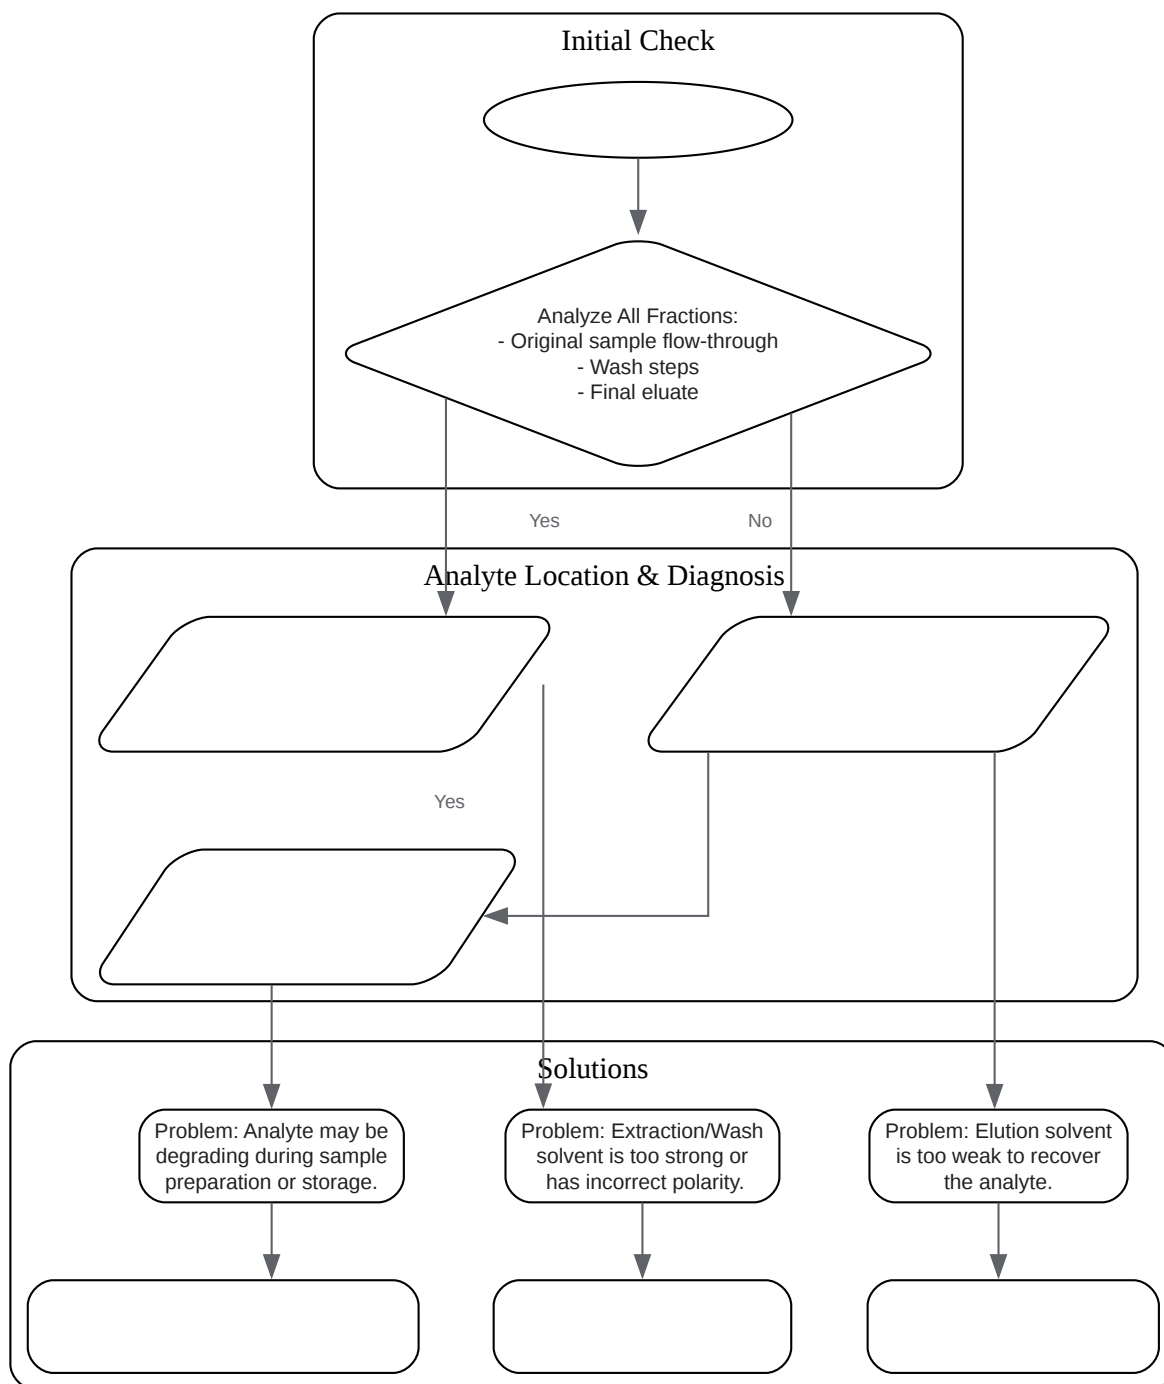 Initial Check
Analyze All Fractions:
- Original sample flow-through
- Wash steps
- Final eluate
Yes
No
Analyte Location & Diagnosis
Yes
Solutions
Problem: Analyte may be
degrading during sample
preparation or storage.
Problem: Extraction/Wash
solvent is too strong or
has incorrect polarity.
Problem: Elution solvent
is too weak to recover
the analyte.